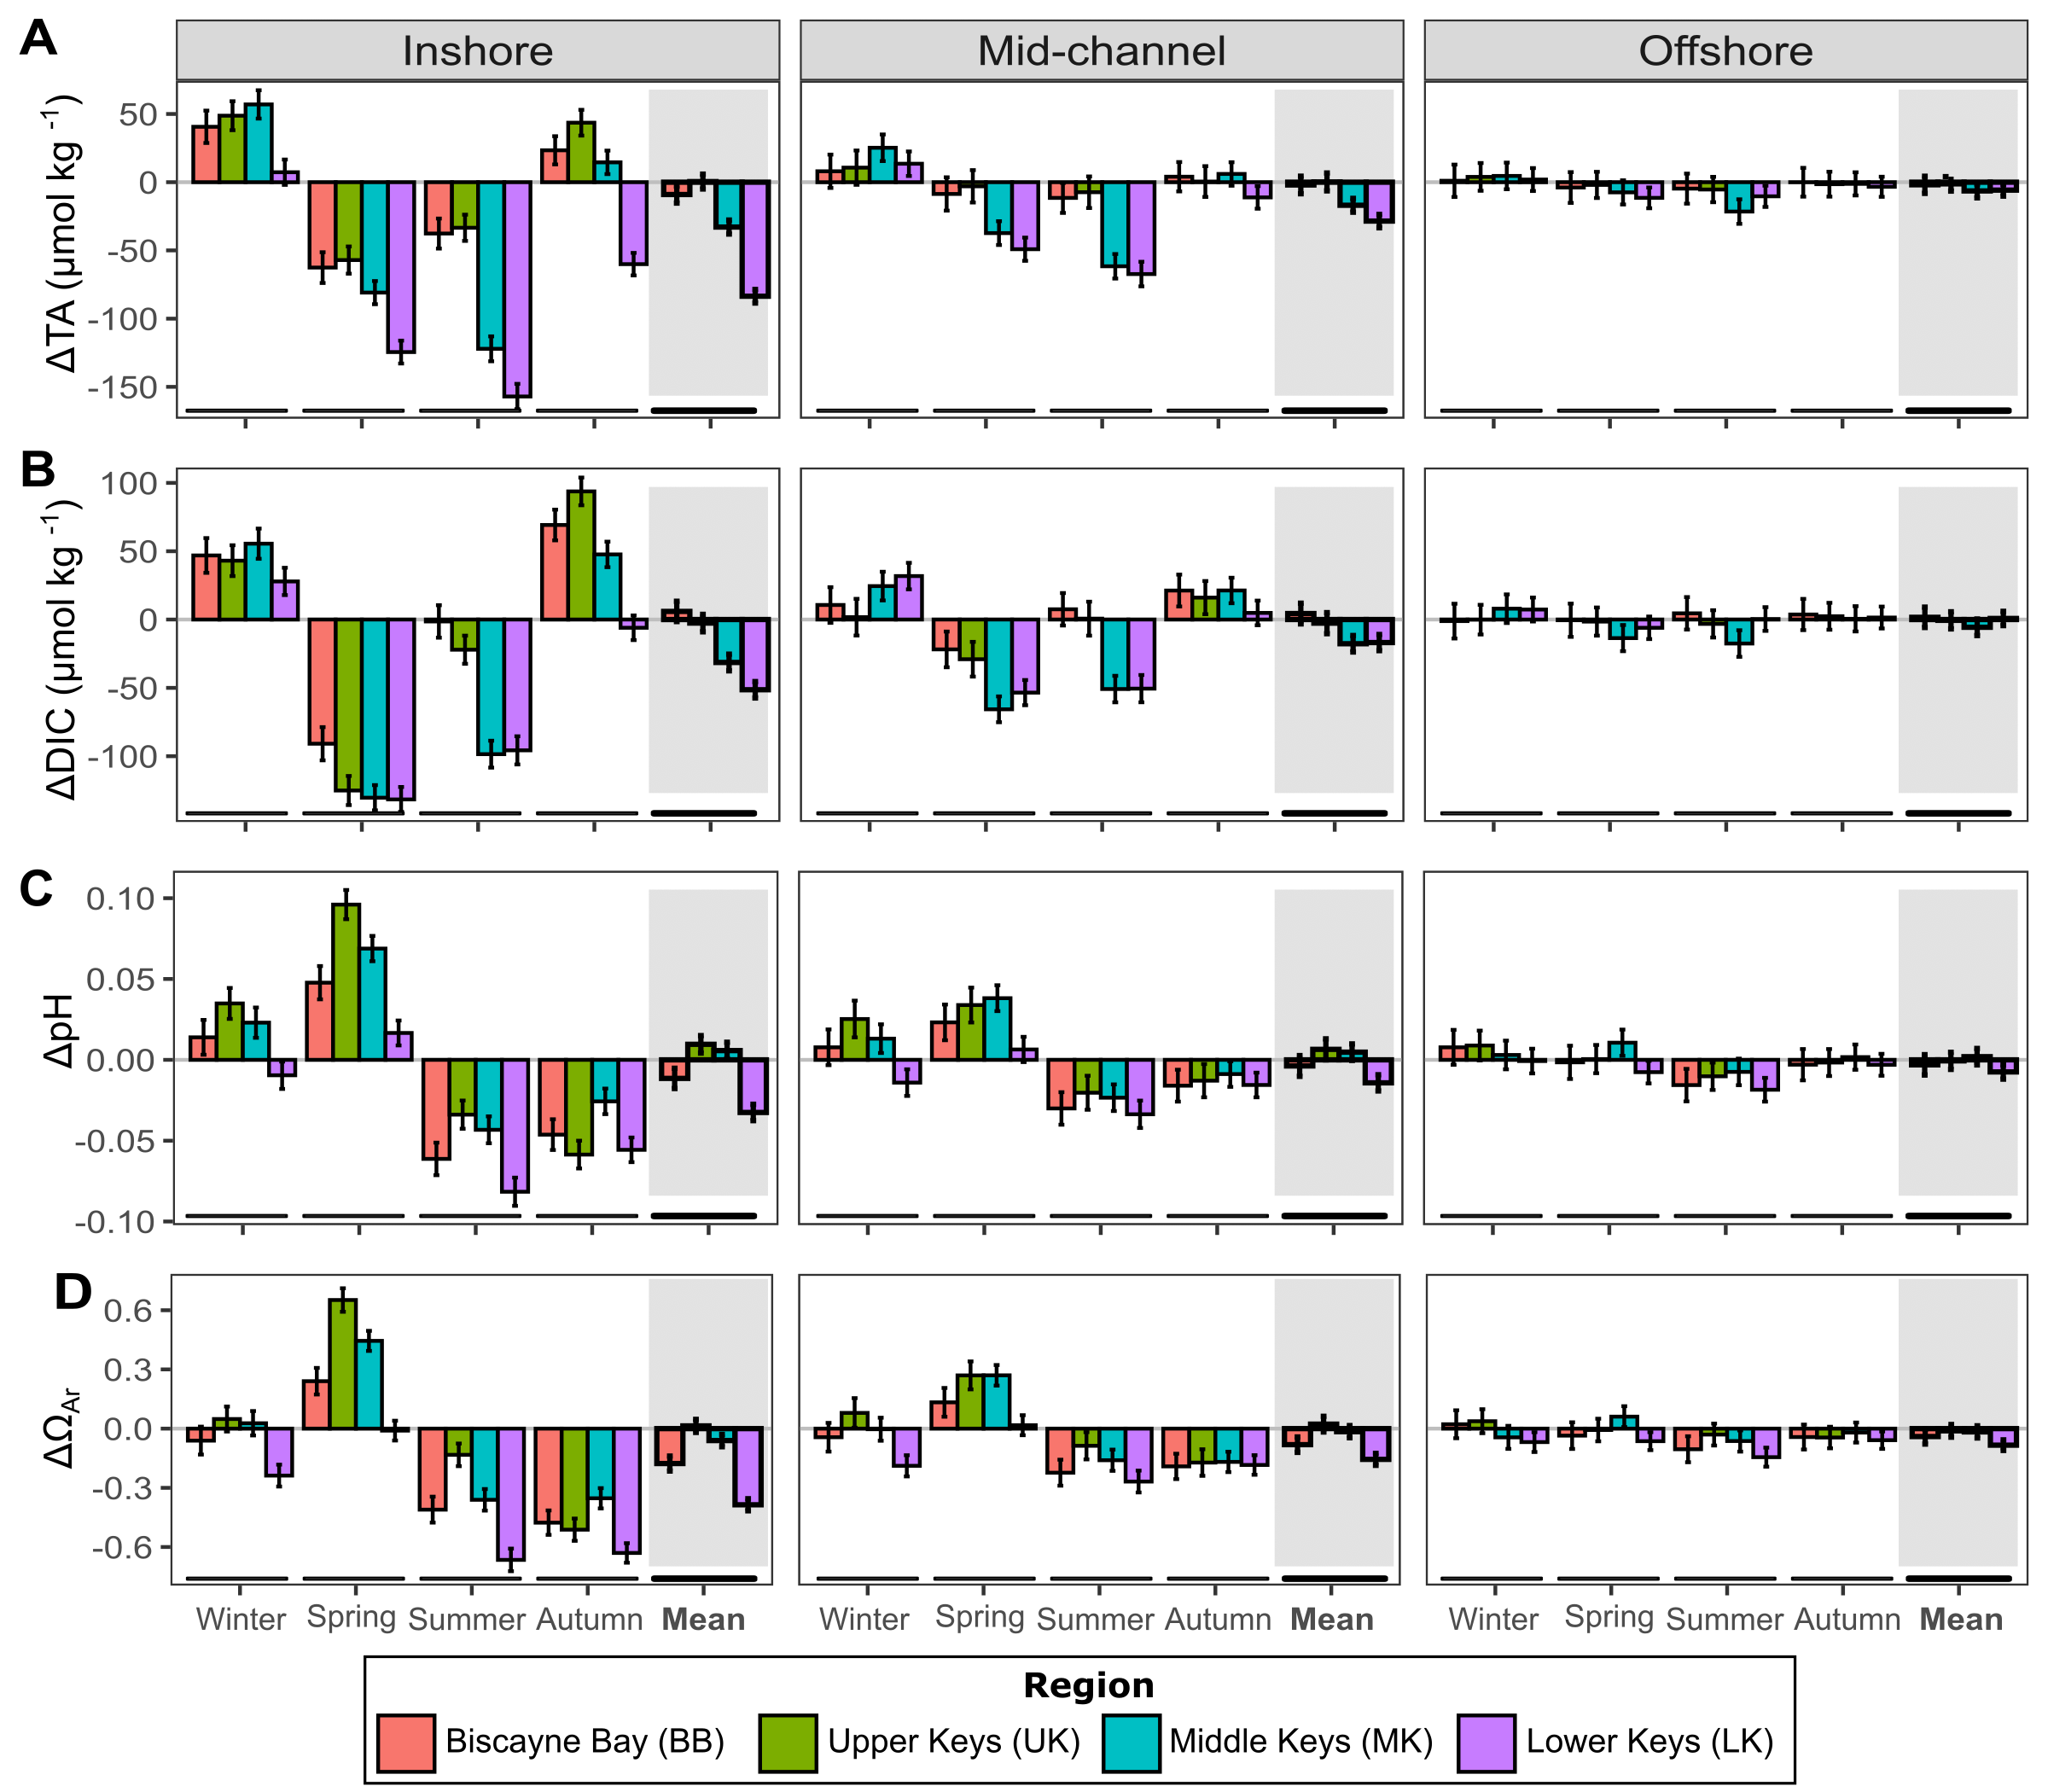 A
Inshore Mid-channel Offshore
ΔTA (µmol kg -1)
50
0
-50
-100
-150
B
ΔDIC (µmol kg -1)
100
50
0
-50
-100
C
ΔpH
0.10
0.05
0.00
-0.05
-0.10
D
ΔΩAr
0.6
0.3
0.0
-0.3
-0.6
Winter Spring Summer Autumn Mean Winter Spring Summer Autumn Mean Winter Spring Summer Autumn Mean
Region
Biscayne Bay (BB) Upper Keys (UK) Middle Keys (MK) Lower Keys (LK)